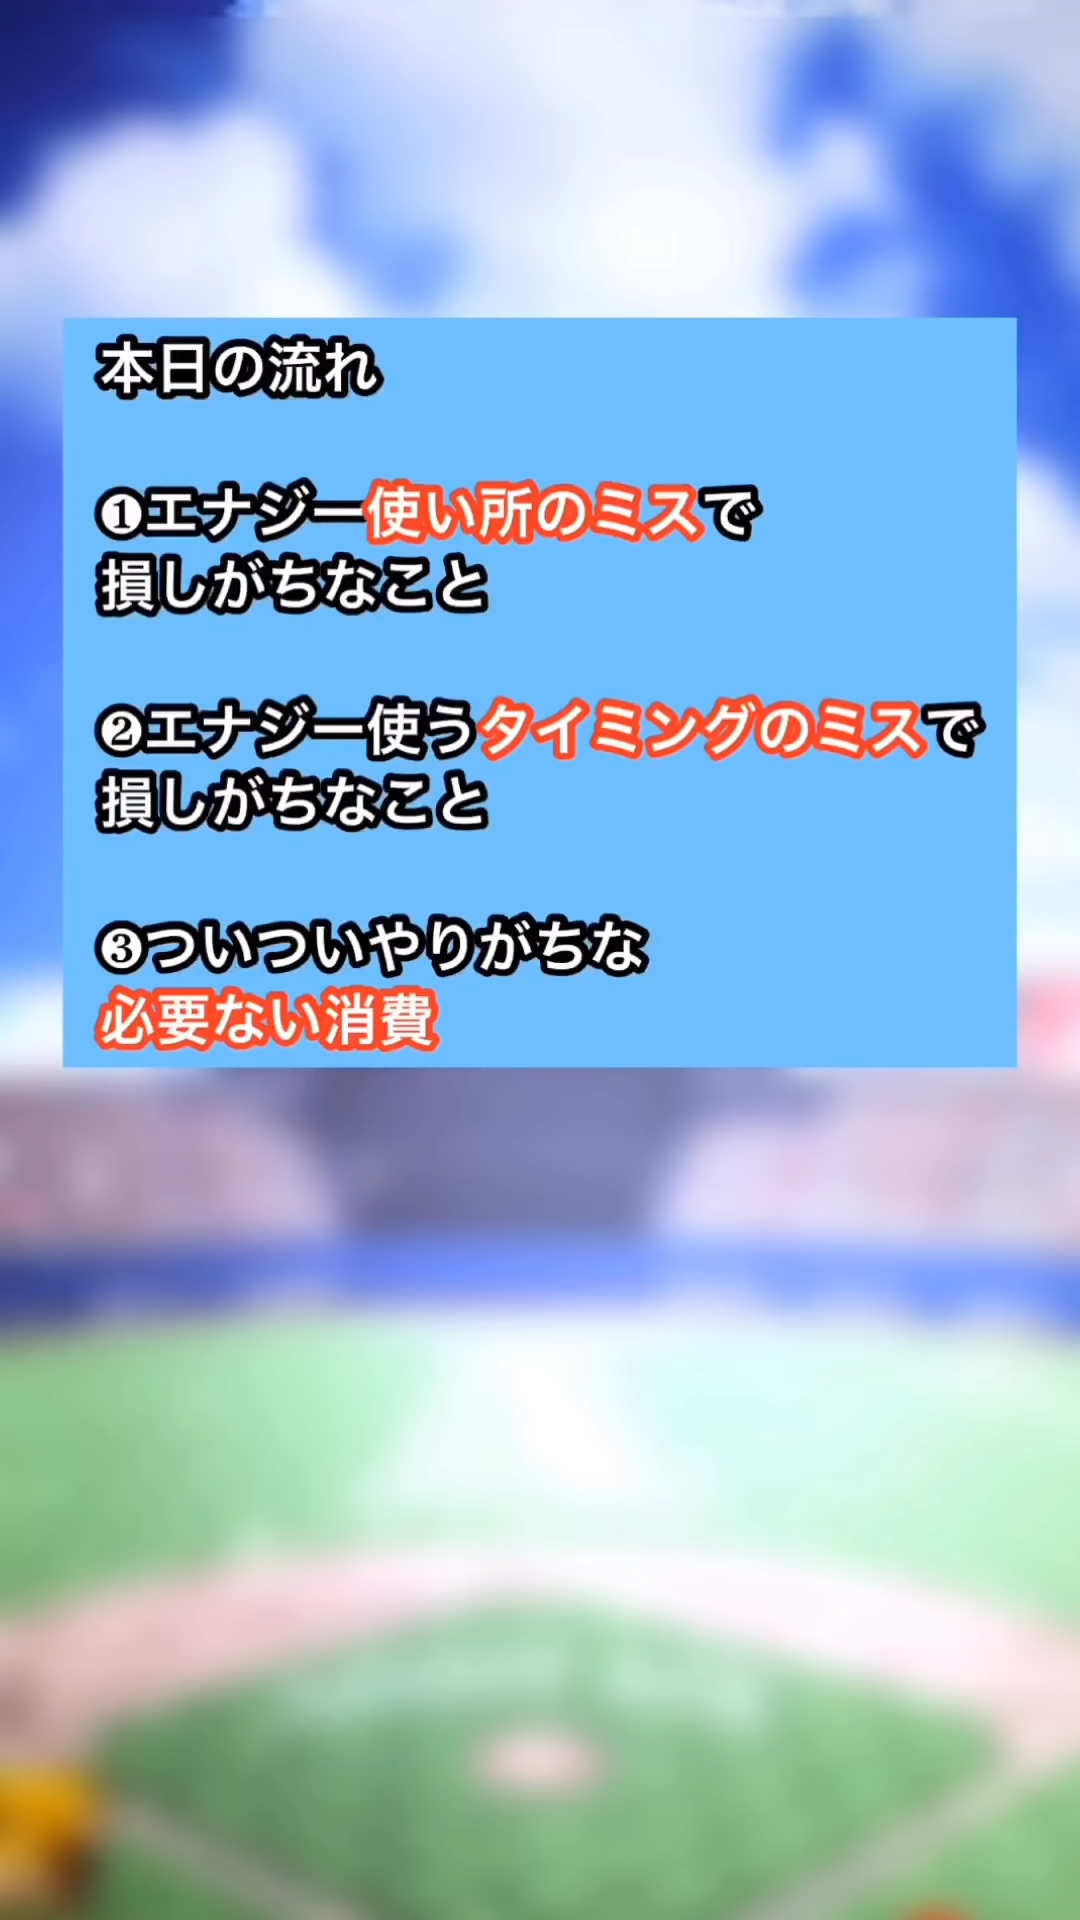 本日の流れ
❶エナジー使い所のミスで
損しがちなこと
❷エナジー使うタイミングのミスで
損しがちなこと
❸ついついやりがちな
必要ない消費